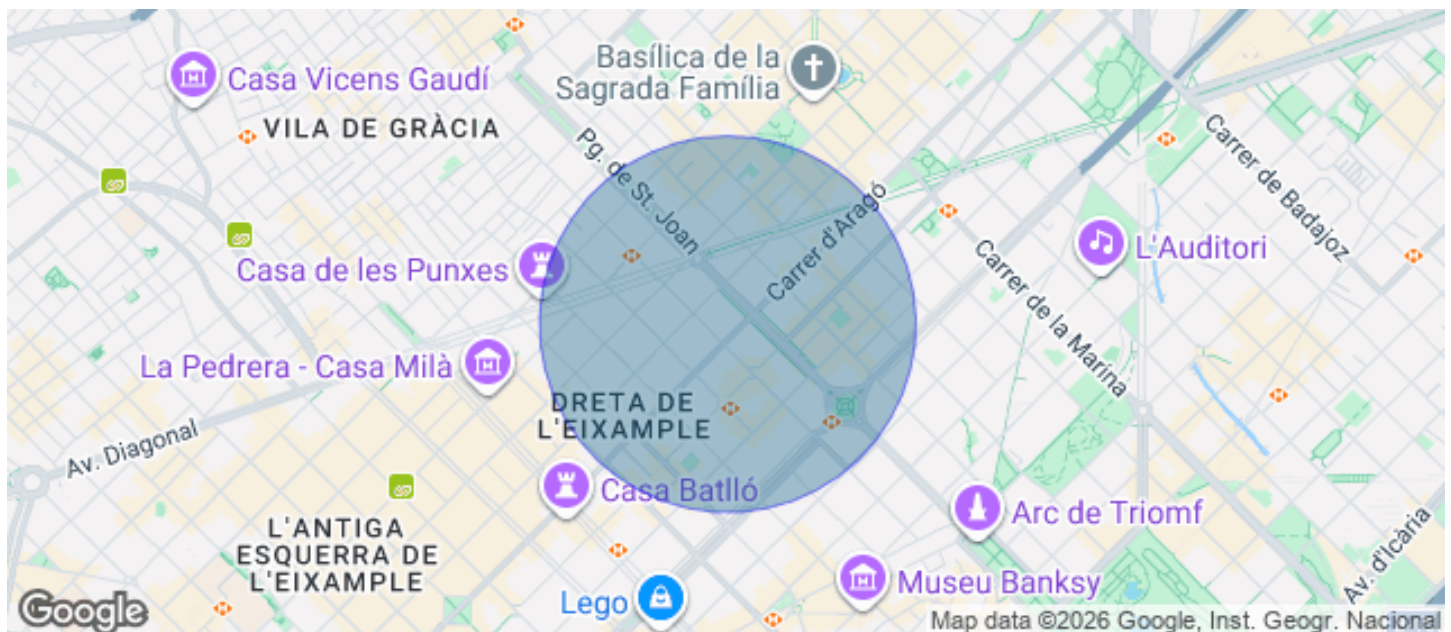 Basílica de la
Sagrada Família
Casa Vicens Gaudí
VILA DE GRÀCIA
Pg. de St. Joan
Carrer de Badajoz
Carrer d'Aragó
L'Auditori
Casa de les Punxes
Carrer de la Marina
La Pedrera - Casa Milà
DRETA DE
L'EIXAMPLE
Av. Diagonal
Casa Batlló
L'ANTIGA
ESQUERRA DE
L'EIXAMPLE
Arc de Triomf
Av. d'Icària
Museu Banksy
Lego
Google
Map data ©2026 Google, Inst. Geogr. Nacional